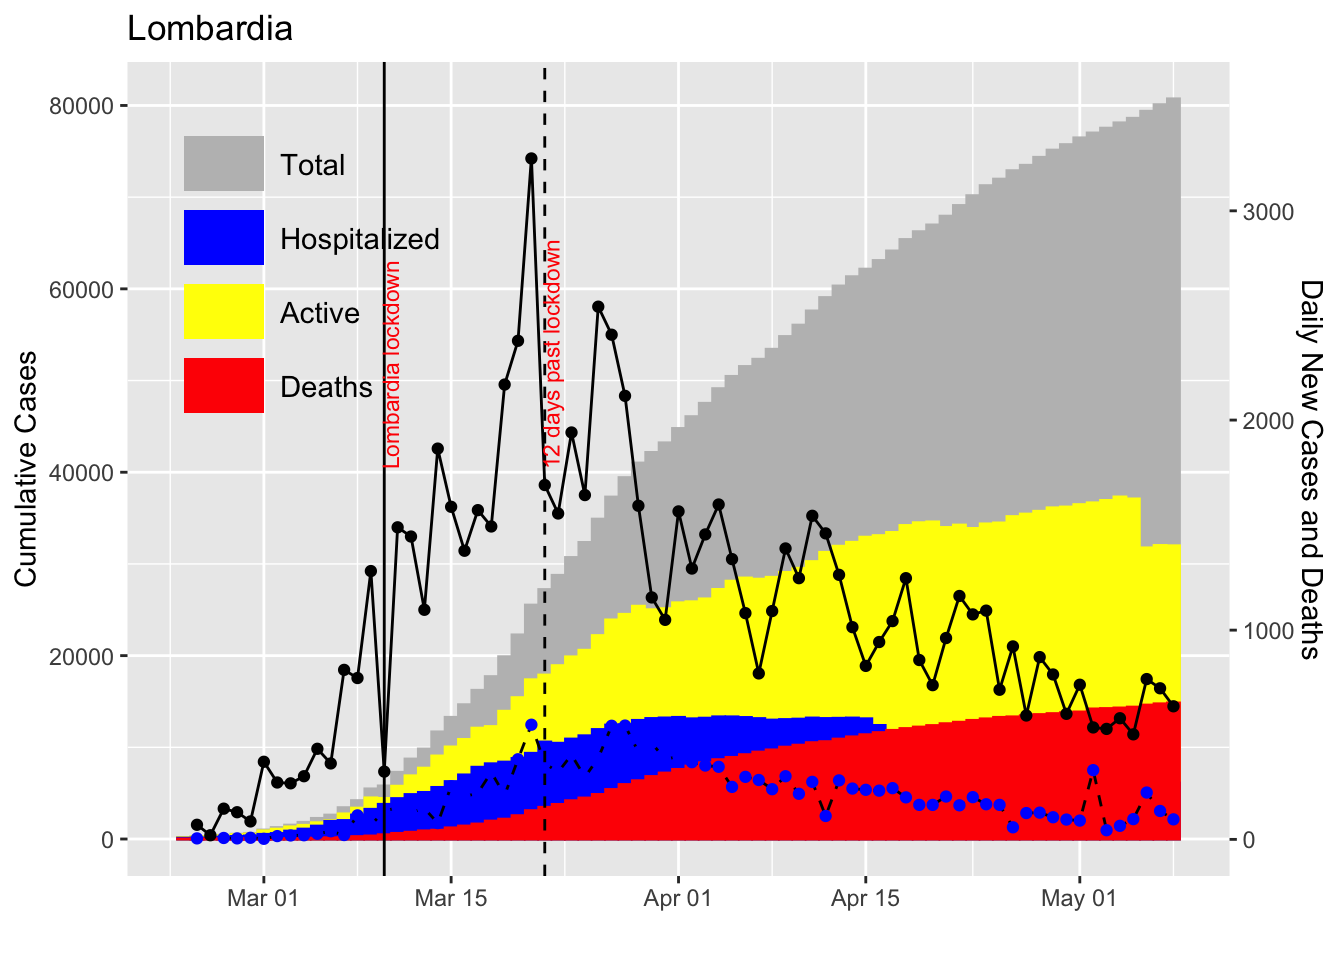 Lombardia
80000
60000
40000
20000
0
Cumulative Cases
Total
Hospitalized
Active
Deaths
Lombardia lockdown
12 days past lockdown
3000
2000
1000
0
Daily New Cases and Deaths
Mar 01
Mar 15
Apr 01
Apr 15
May 01